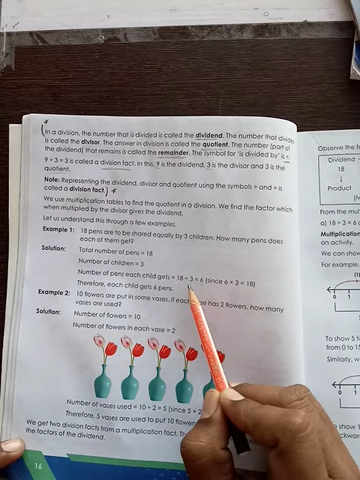 In a division, the number that is divided is called the dividend. The number that divides
is called the divisor. The answer in division is called the quotient. The number (part of
the dividend) that remains is called the remainder. The symbol for 'is divided by' is ÷.
9 ÷ 3 = 3 is called a division fact. In this, 9 is the dividend, 3 is the divisor and 3 is the
quotient.
Note: Representing the dividend, divisor and quotient using the symbols ÷ and = is
called a division fact.
We use multiplication tables to find the quotient in a division. We find the factor which
when multiplied by the divisor gives the dividend.
Let us understand this through a few examples.
Example 1: 18 pens are to be shared equally by 3 children. How many pens does
each of them get?
Solution: Total number of pens = 18
Number of children = 3
Number of pens each child gets = 18 ÷ 3 = 6 (since 6 × 3 = 18)
Therefore, each child gets 6 pens.
Example 2: 10 flowers are put in some vases. If each has 2 flowers, how many
vases are used?
Solution: Number of flowers = 10
Number of flowers in each vase = 2
Number of vases used = 10 ÷ 2 = 5 (since 5 × 2
Therefore, 5 vases are used to put 10 flowers
We get two division facts from a multiplication fact. The
the factors of the dividend.
16
Observe the
Dividend
18
↓
Product
From the mult
a) 18 ÷ 3 = 6
Multiplication
an activity.
We can show
For example,
(1)
0 1
To show 5 t
from 0 to 15
Similarly, w
0 1
show 1
ckward